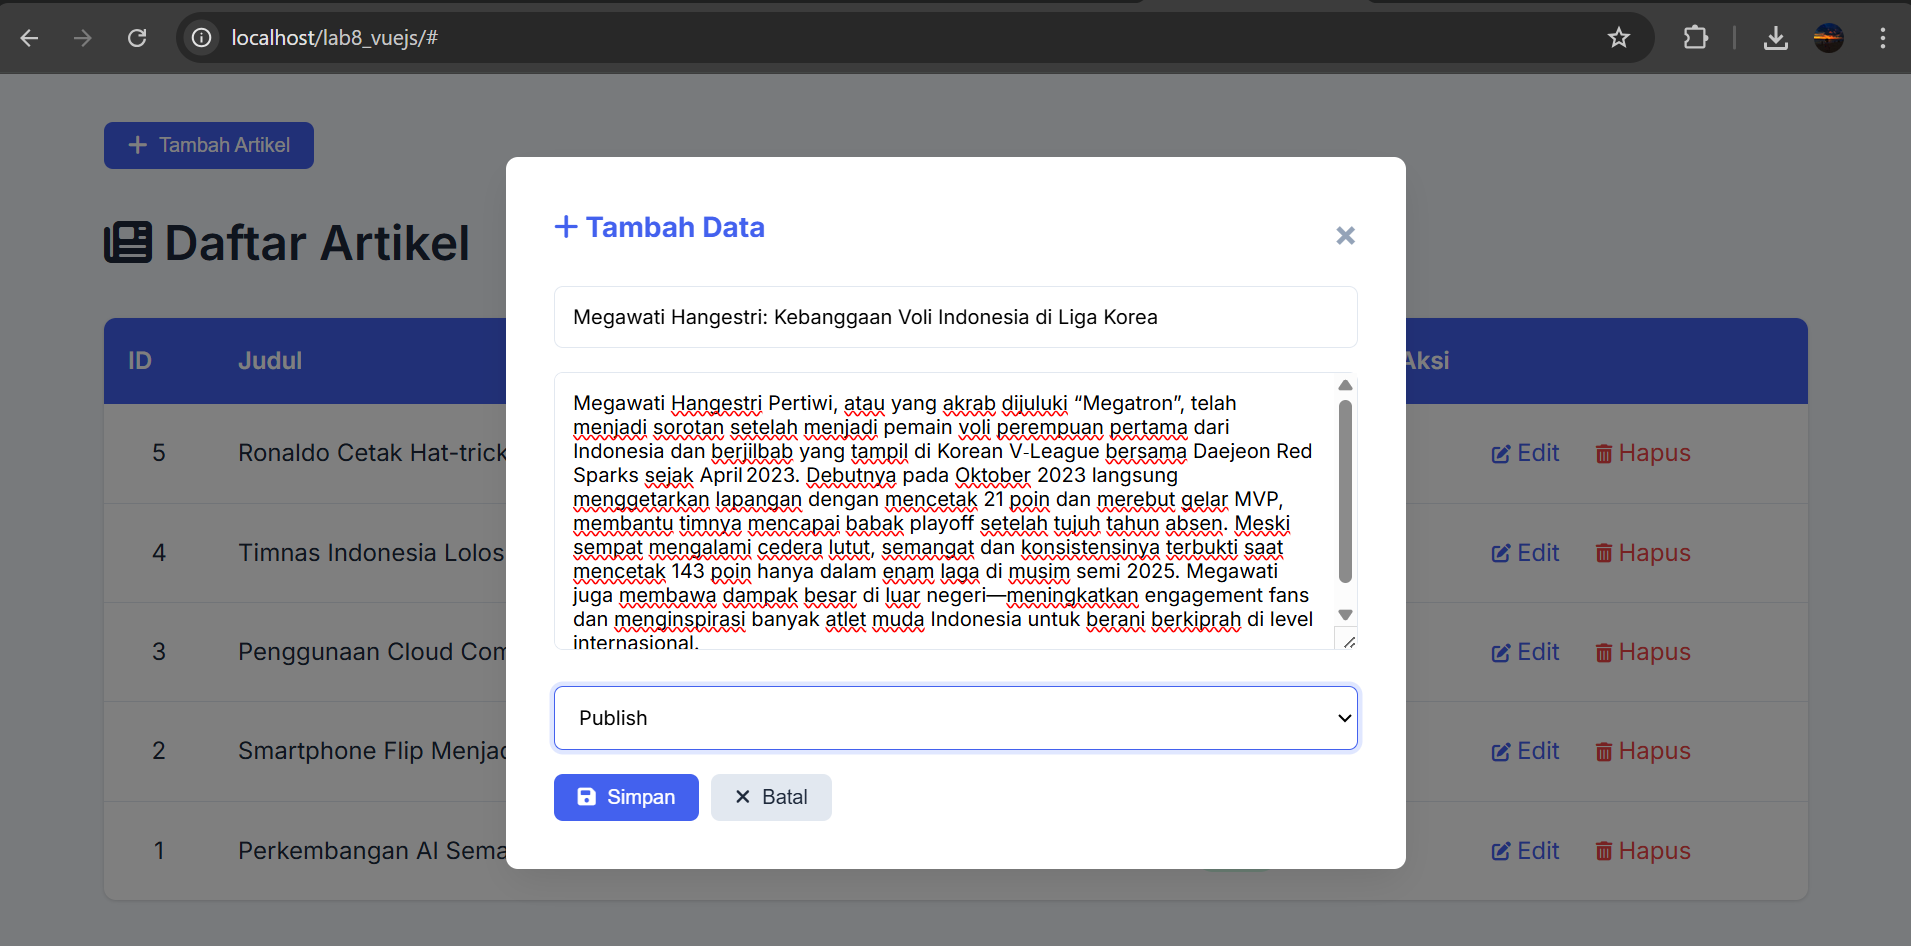 localhost/lab8_vuejs/#
Tambah Artikel
Daftar Artikel
Tambah Data
Megawati Hangestri: Kebanggaan Voli Indonesia di Liga Korea
Megawati Hangestri Pertiwi, atau yang akrab dijuluki “Megatron”, telah
menjadi sorotan setelah menjadi pemain voli perempuan pertama dari
Indonesia dan berjilbab yang tampil di Korean V-League bersama Daejeon Red
Sparks sejak April 2023. Debutnya pada Oktober 2023 langsung
menggetarkan lapangan dengan mencetak 21 poin dan merebut gelar MVP,
membantu timnya mencapai babak playoff setelah tujuh tahun absen. Meski
sempat mengalami cedera lutut, semangat dan konsistensinya terbukti saat
mencetak 143 poin hanya dalam enam laga di musim semi 2025. Megawati
juga membawa dampak besar di luar negeri—meningkatkan engagement fans
dan menginspirasi banyak atlet muda Indonesia untuk berani berkiprah di level
internasional.
Publish
Simpan Batal
ID Judul Aksi
5 Ronaldo Cetak Hat-trick Edit Hapus
4 Timnas Indonesia Lolos Edit Hapus
3 Penggunaan Cloud Com Edit Hapus
2 Smartphone Flip Menjad Edit Hapus
1 Perkembangan AI Sema Edit Hapus